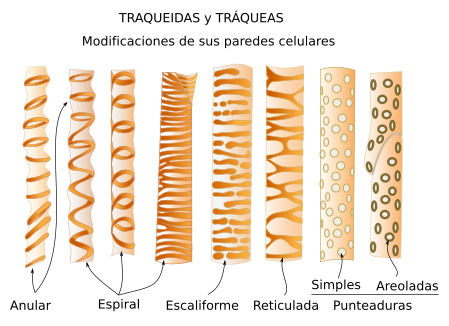 TRAQUEIDAS y TRÁQUEAS
Modificaciones de sus paredes celulares
Anular
Espiral
Escaliforme
Reticulada
Simples
Areoladas
Punteaduras